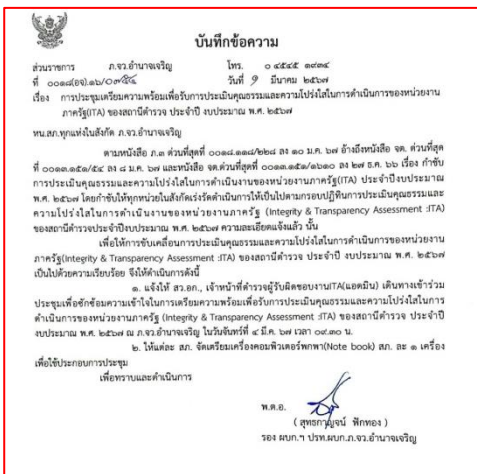 บันทึกข้อความ
ส่วนราชการ ภ.จว.อำนาจเจริญ โทร. ๐ ๔๕๔๕ ๑๙๓๔
ที่ ๐๐๑๘(อจ).๑๖/ วันที่ ๑ มีนาคม ๒๕๖๗
เรื่อง การประชุมเตรียมความพร้อมเพื่อรับการประเมินคุณธรรมและความโปร่งใสในการดำเนินการของหน่วยงาน
ภาครัฐ(ITA) ของสถานีตำรวจ ประจำปี งบประมาณ พ.ศ. ๒๕๖๗
หน.สภ.ทุกแห่งในสังกัด ภ.จว.อำนาจเจริญ
ตามหนังสือ ภ.๓ ด่วนที่สุดที่ ๐๐๑๘.๑๑๘/๒๒๘ ลง ๑๐ ม.ค. ๖๗ อ้างถึงหนังสือ จต. ด่วนที่สุด
ที่ ๐๐๑๓.๑๕๑/๕๔ ลง ๘ ม.ค. ๖๗ และหนังสือ จต.ด่วนที่สุดที่ ๐๐๑๓.๑๕๑/๑๖๑๐ ลง ๒๗ ธ.ค. ๖๖ เรื่อง กำชับ
การประเมินคุณธรรมและความโปร่งใสในการดำเนินงานของหน่วยงานภาครัฐ(ITA) ประจำปีงบประมาณ
พ.ศ. ๒๕๖๗ โดยกำชับให้ทุกหน่วยในสังกัดเร่งรัดดำเนินการให้เป็นไปตามกรอบปฏิทินการประเมินคุณธรรมและ
ความโปร่งใสในการดำเนินงานของหน่วยงานภาครัฐ (Integrity & Transparency Assessment :ITA)
ของสถานีตำรวจประจำปีงบประมาณ พ.ศ. ๒๕๖๗ ความละเอียดแจ้งแล้ว นั้น
เพื่อให้การขับเคลื่อนการประเมินคุณธรรมและความโปร่งใสในการดำเนินการของหน่วยงาน
ภาครัฐ(Integrity & Transparency Assessment :ITA) ของสถานีตำรวจ ประจำปี งบประมาณ พ.ศ. ๒๕๖๗
เป็นไปด้วยความเรียบร้อย จึงให้ดำเนินการดังนี้
๑. แจ้งให้ สว.อก., เจ้าหน้าที่ตำรวจผู้รับผิดชอบงานITA(แอดมิน) เดินทางเข้าร่วม
ประชุมเพื่อซักซ้อมความเข้าใจในการเตรียมความพร้อมเพื่อรับการประเมินคุณธรรมและความโปร่งใสในการ
ดำเนินการของหน่วยงานภาครัฐ (Integrity & Transparency Assessment :ITA) ของสถานีตำรวจ ประจำปี
งบประมาณ พ.ศ. ๒๕๖๗ ณ ภ.จว.อำนาจเจริญ ในวันจันทร์ที่ ๔ มี.ค. ๖๗ เวลา ๐๙.๓๐ น.
๒. ให้แต่ละ สภ. จัดเตรียมเครื่องคอมพิวเตอร์พกพา(Note book) สภ. ละ ๑ เครื่อง
เพื่อใช้ประกอบการประชุม
เพื่อทราบและดำเนินการ
พ.ต.อ.
( สุทธกาญจน์ ฟักทอง )
รอง ผบก.ฯ ปรท.ผบก.ภ.จว.อำนาจเจริญ